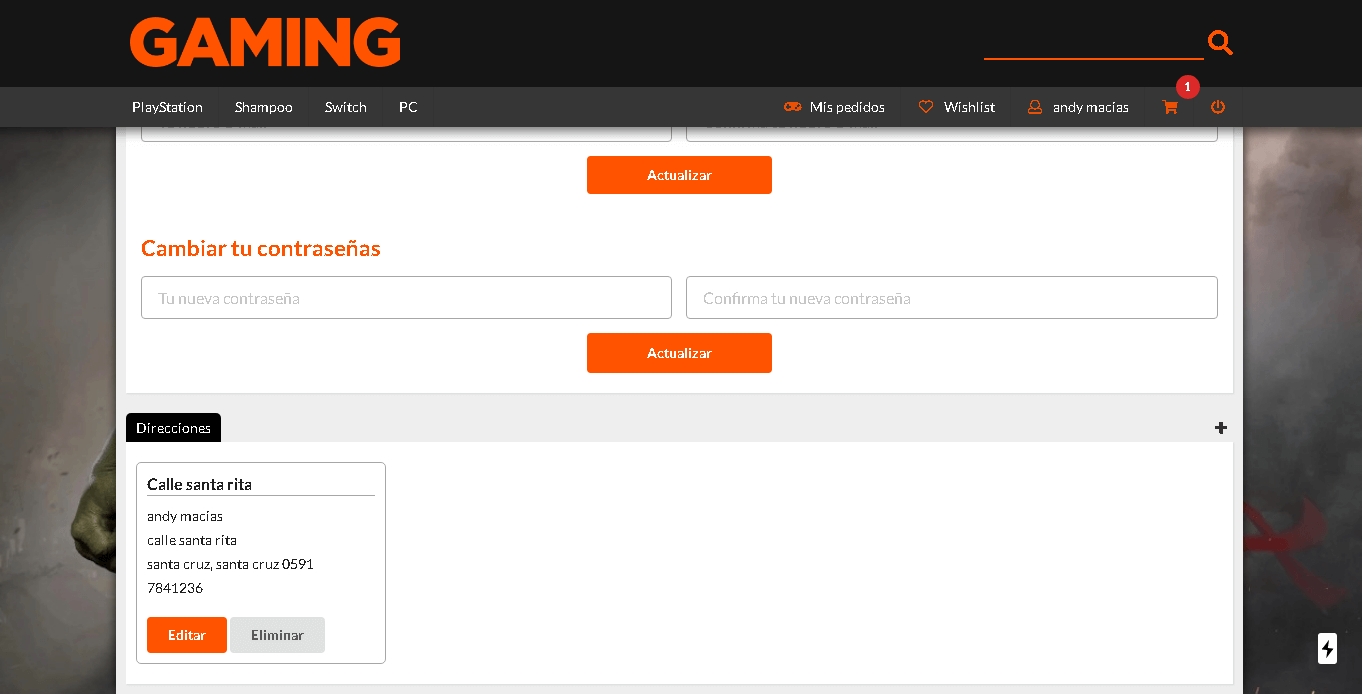 GAMING
PlayStation Shampoo Switch PC Mis pedidos Wishlist andy macias 1
Actualizar
Cambiar tu contraseñas
Tu nueva contraseña Confirma tu nueva contraseña
Actualizar
Direcciones +
Calle santa rita
andy macias
calle santa rita
santa cruz, santa cruz 0591
7841236
Editar Eliminar